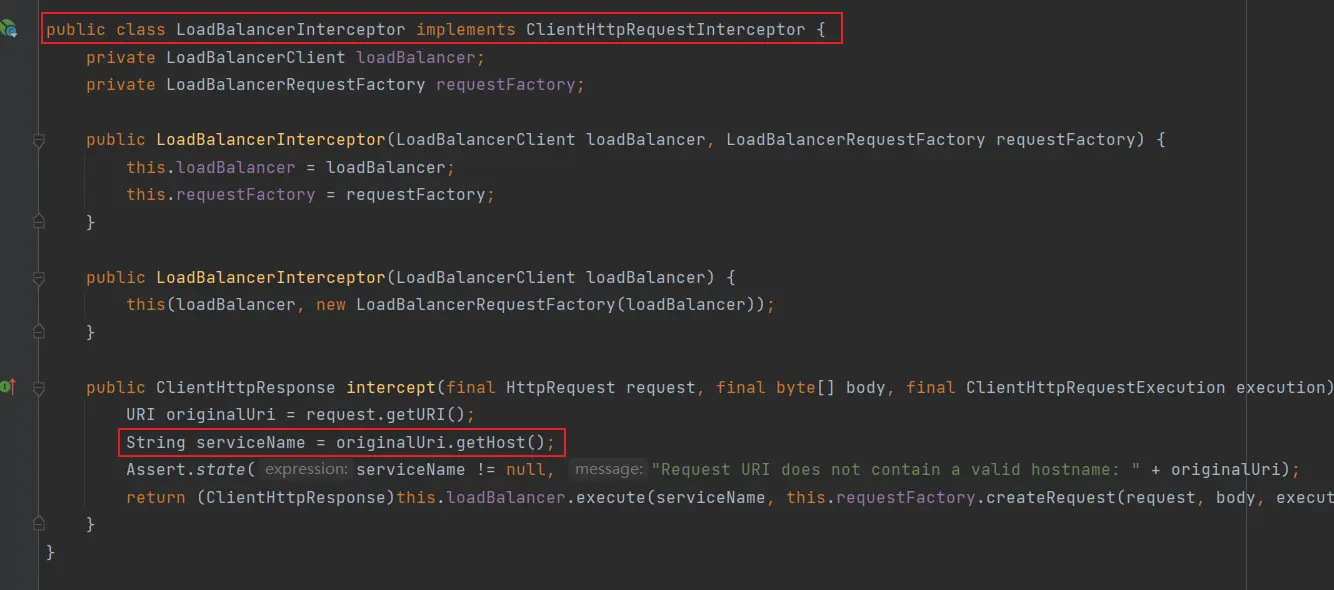 public class LoadBalancerInterceptor implements ClientHttpRequestInterceptor {
private LoadBalancerClient loadBalancer;
private LoadBalancerRequestFactory requestFactory;
public LoadBalancerInterceptor(LoadBalancerClient loadBalancer, LoadBalancerRequestFactory requestFactory) {
this.loadBalancer = loadBalancer;
this.requestFactory = requestFactory;
}
public LoadBalancerInterceptor(LoadBalancerClient loadBalancer) {
this(loadBalancer, new LoadBalancerRequestFactory(loadBalancer));
}
public ClientHttpResponse intercept(final HttpRequest request, final byte[] body, final ClientHttpRequestExecution execution)
URI originalUri = request.getURI();
String serviceName = originalUri.getHost();
Assert.state( expression: serviceName != null, message: "Request URI does not contain a valid hostname: " + originalUri);
return (ClientHttpResponse)this.loadBalancer.execute(serviceName, this.requestFactory.createRequest(request, body, execut
}
}